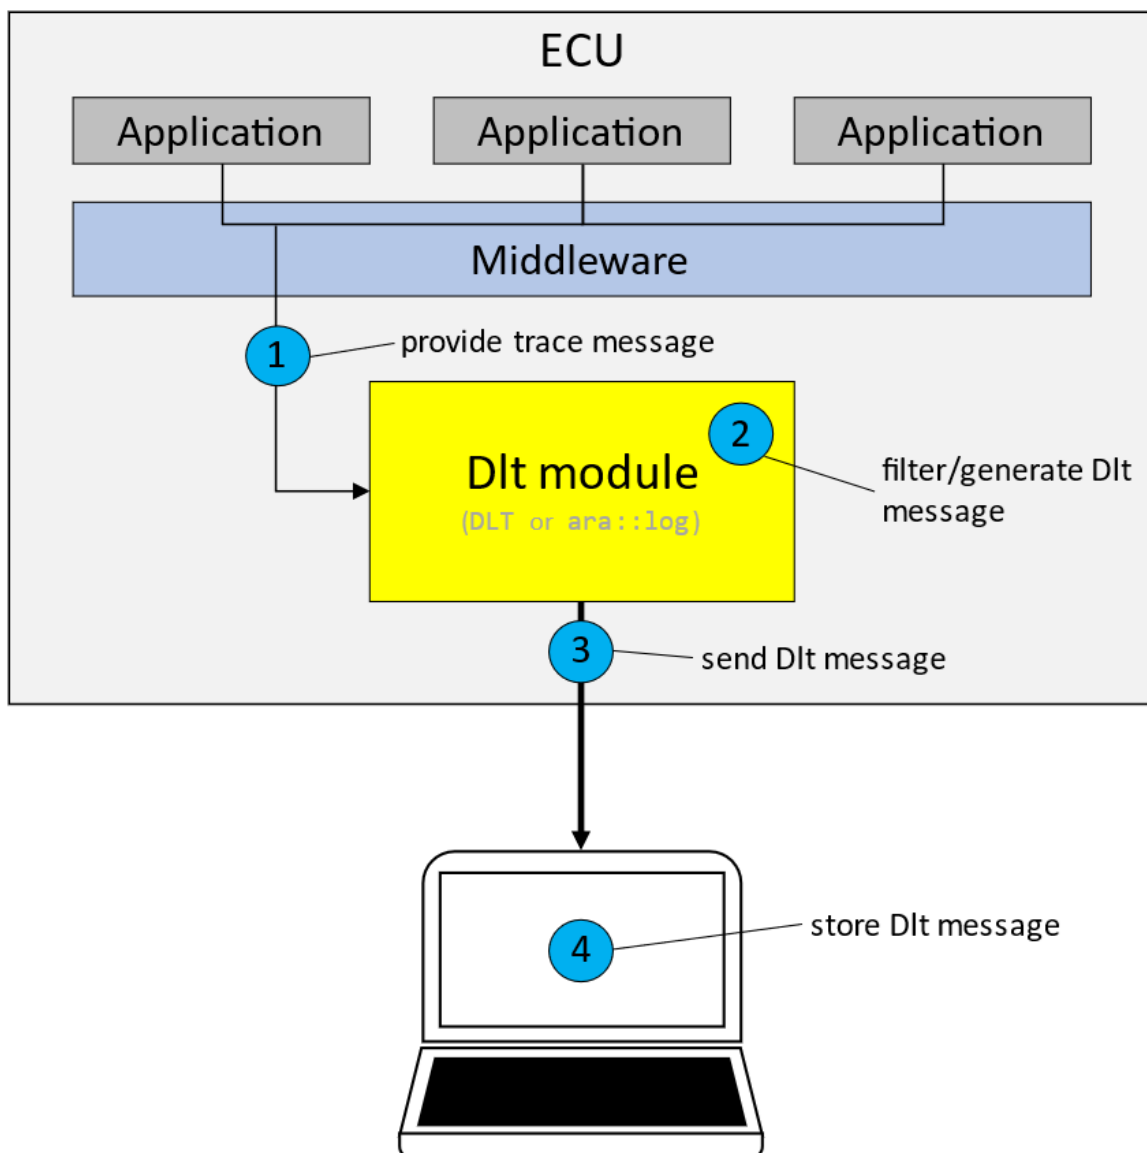 ECU
Application
Application
Application
Middleware
1
provide trace message
2
Dlt module
(DLT or ara::log)
filter/generate Dlt
message
3
send Dlt message
4
store Dlt message